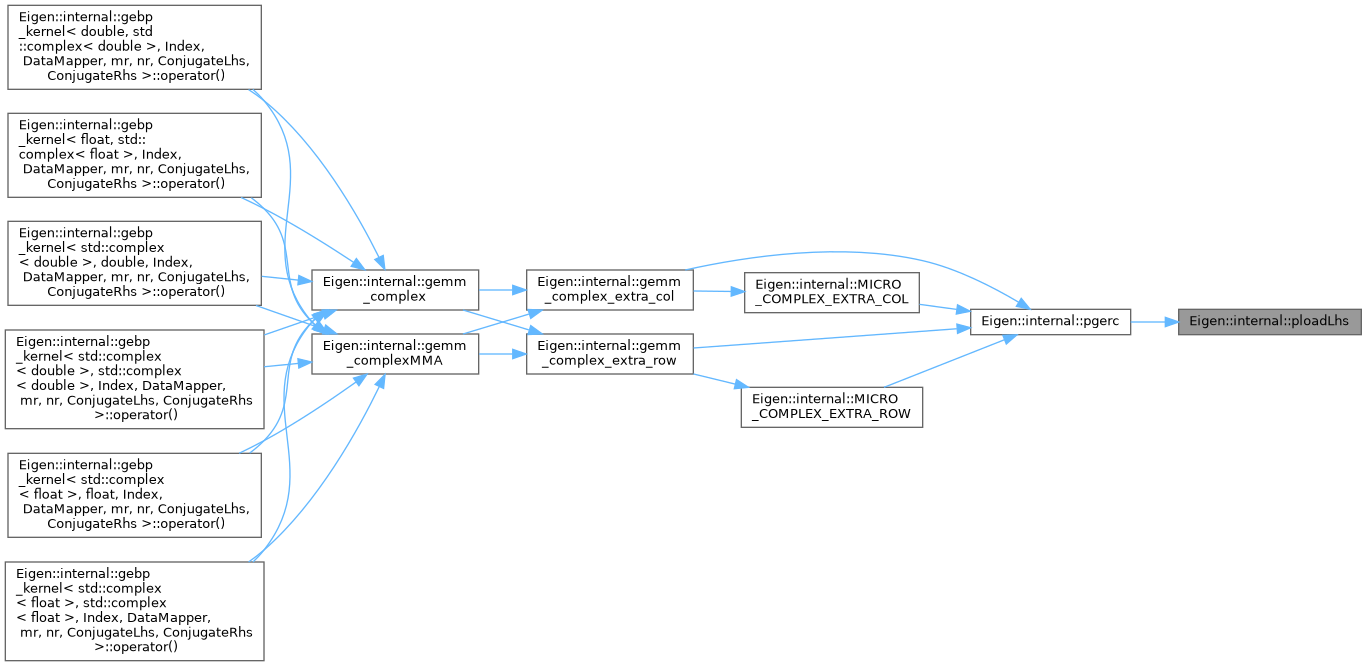 Eigen::internal::gebp
_kernel< double, std
::complex< double >, Index,
DataMapper, mr, nr, ConjugateLhs,
ConjugateRhs >::operator()
Eigen::internal::gebp
_kernel< float, std::
complex< float >, Index,
DataMapper, mr, nr, ConjugateLhs,
ConjugateRhs >::operator()
Eigen::internal::gebp
_kernel< std::complex
< double >, double, Index,
DataMapper, mr, nr, ConjugateLhs,
ConjugateRhs >::operator()
Eigen::internal::gebp
_kernel< std::complex
< double >, std::complex
< double >, Index, DataMapper,
mr, nr, ConjugateLhs, ConjugateRhs
>::operator()
Eigen::internal::gebp
_kernel< std::complex
< float >, float, Index,
DataMapper, mr, nr, ConjugateLhs,
ConjugateRhs >::operator()
Eigen::internal::gebp
_kernel< std::complex
< float >, std::complex
< float >, Index, DataMapper,
mr, nr, ConjugateLhs, ConjugateRhs
>::operator()
Eigen::internal::gemm
_complex
Eigen::internal::gemm
_complexMMA
Eigen::internal::gemm
_complex_extra_col
Eigen::internal::gemm
_complex_extra_row
Eigen::internal::MICRO
_COMPLEX_EXTRA_COL
Eigen::internal::MICRO
_COMPLEX_EXTRA_ROW
Eigen::internal::pgerc
Eigen::internal::ploadLhs